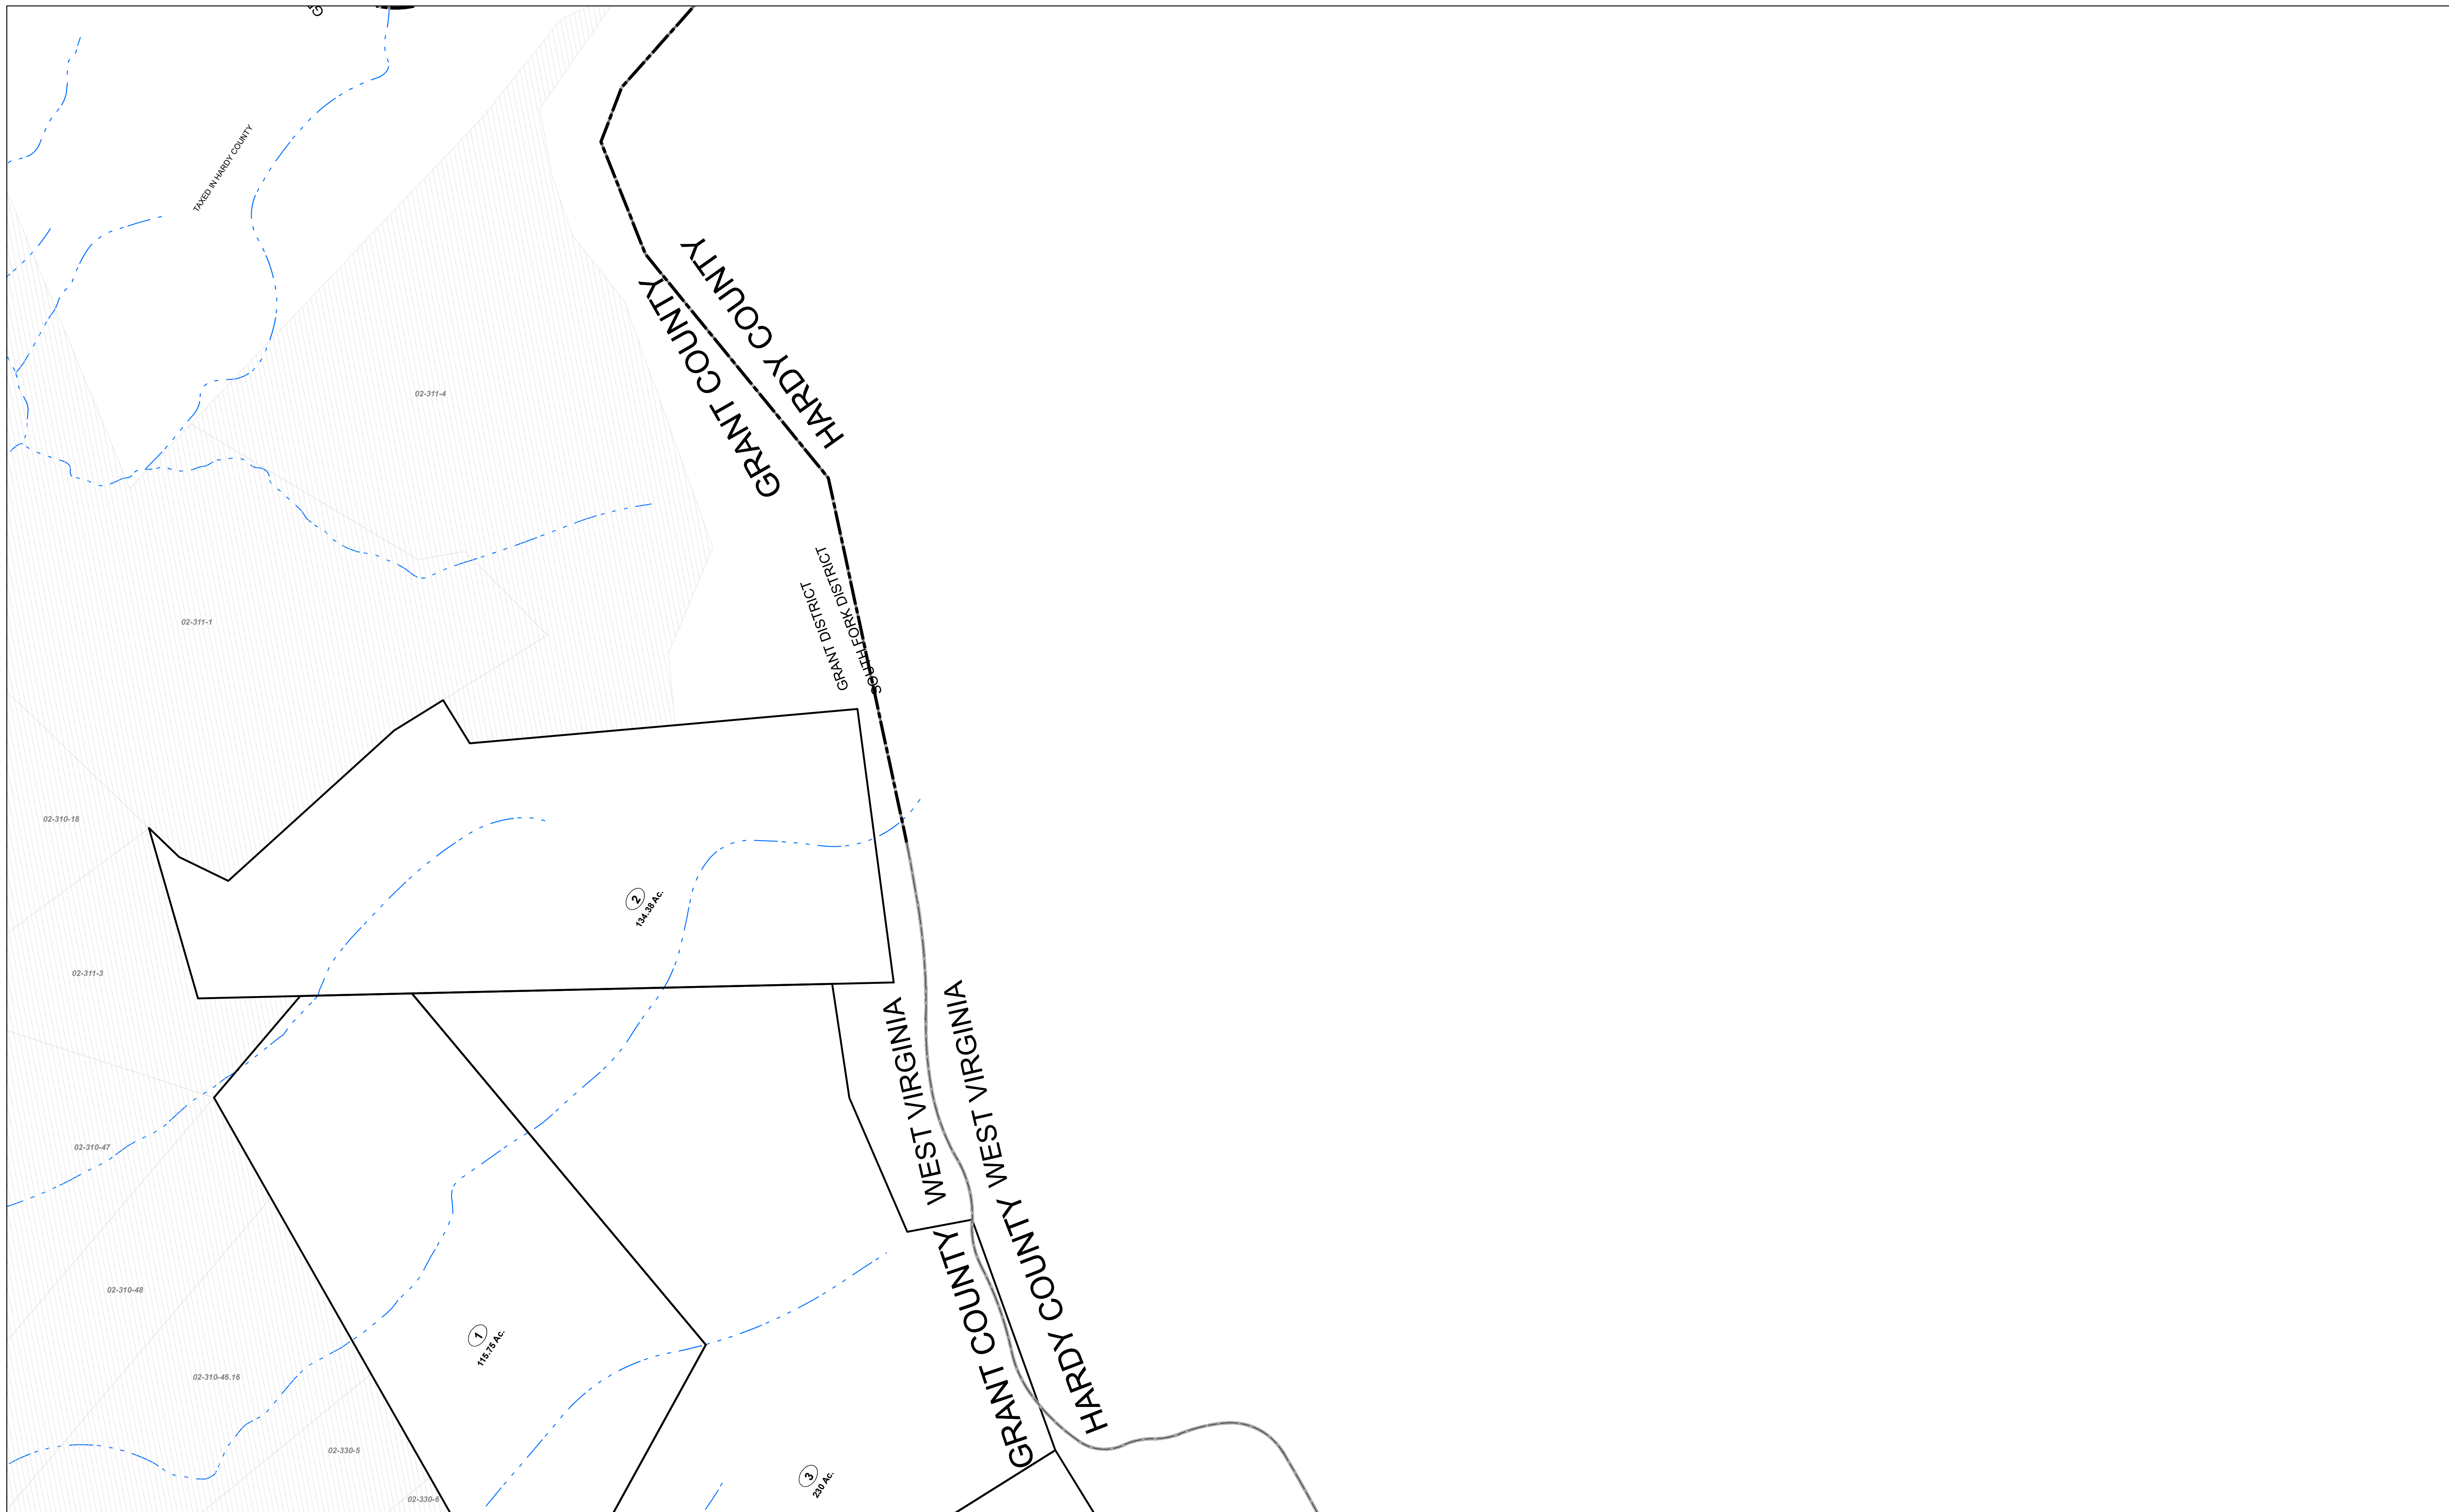 TAXED IN HARDY COUNTY
GRANT COUNTY
HARDY COUNTY
02-311-4
GRANT DISTRICT
SOUTH FORK DISTRICT
02-311-1
02-310-18
2
134.38 Ac.
02-311-3
WEST VIRGINIA
WEST VIRGINIA
02-310-47
GRANT COUNTY
HARDY COUNTY
02-310-48
1
115.75 Ac.
02-310-46.16
02-330-5
3
230 Ac.
02-330-6